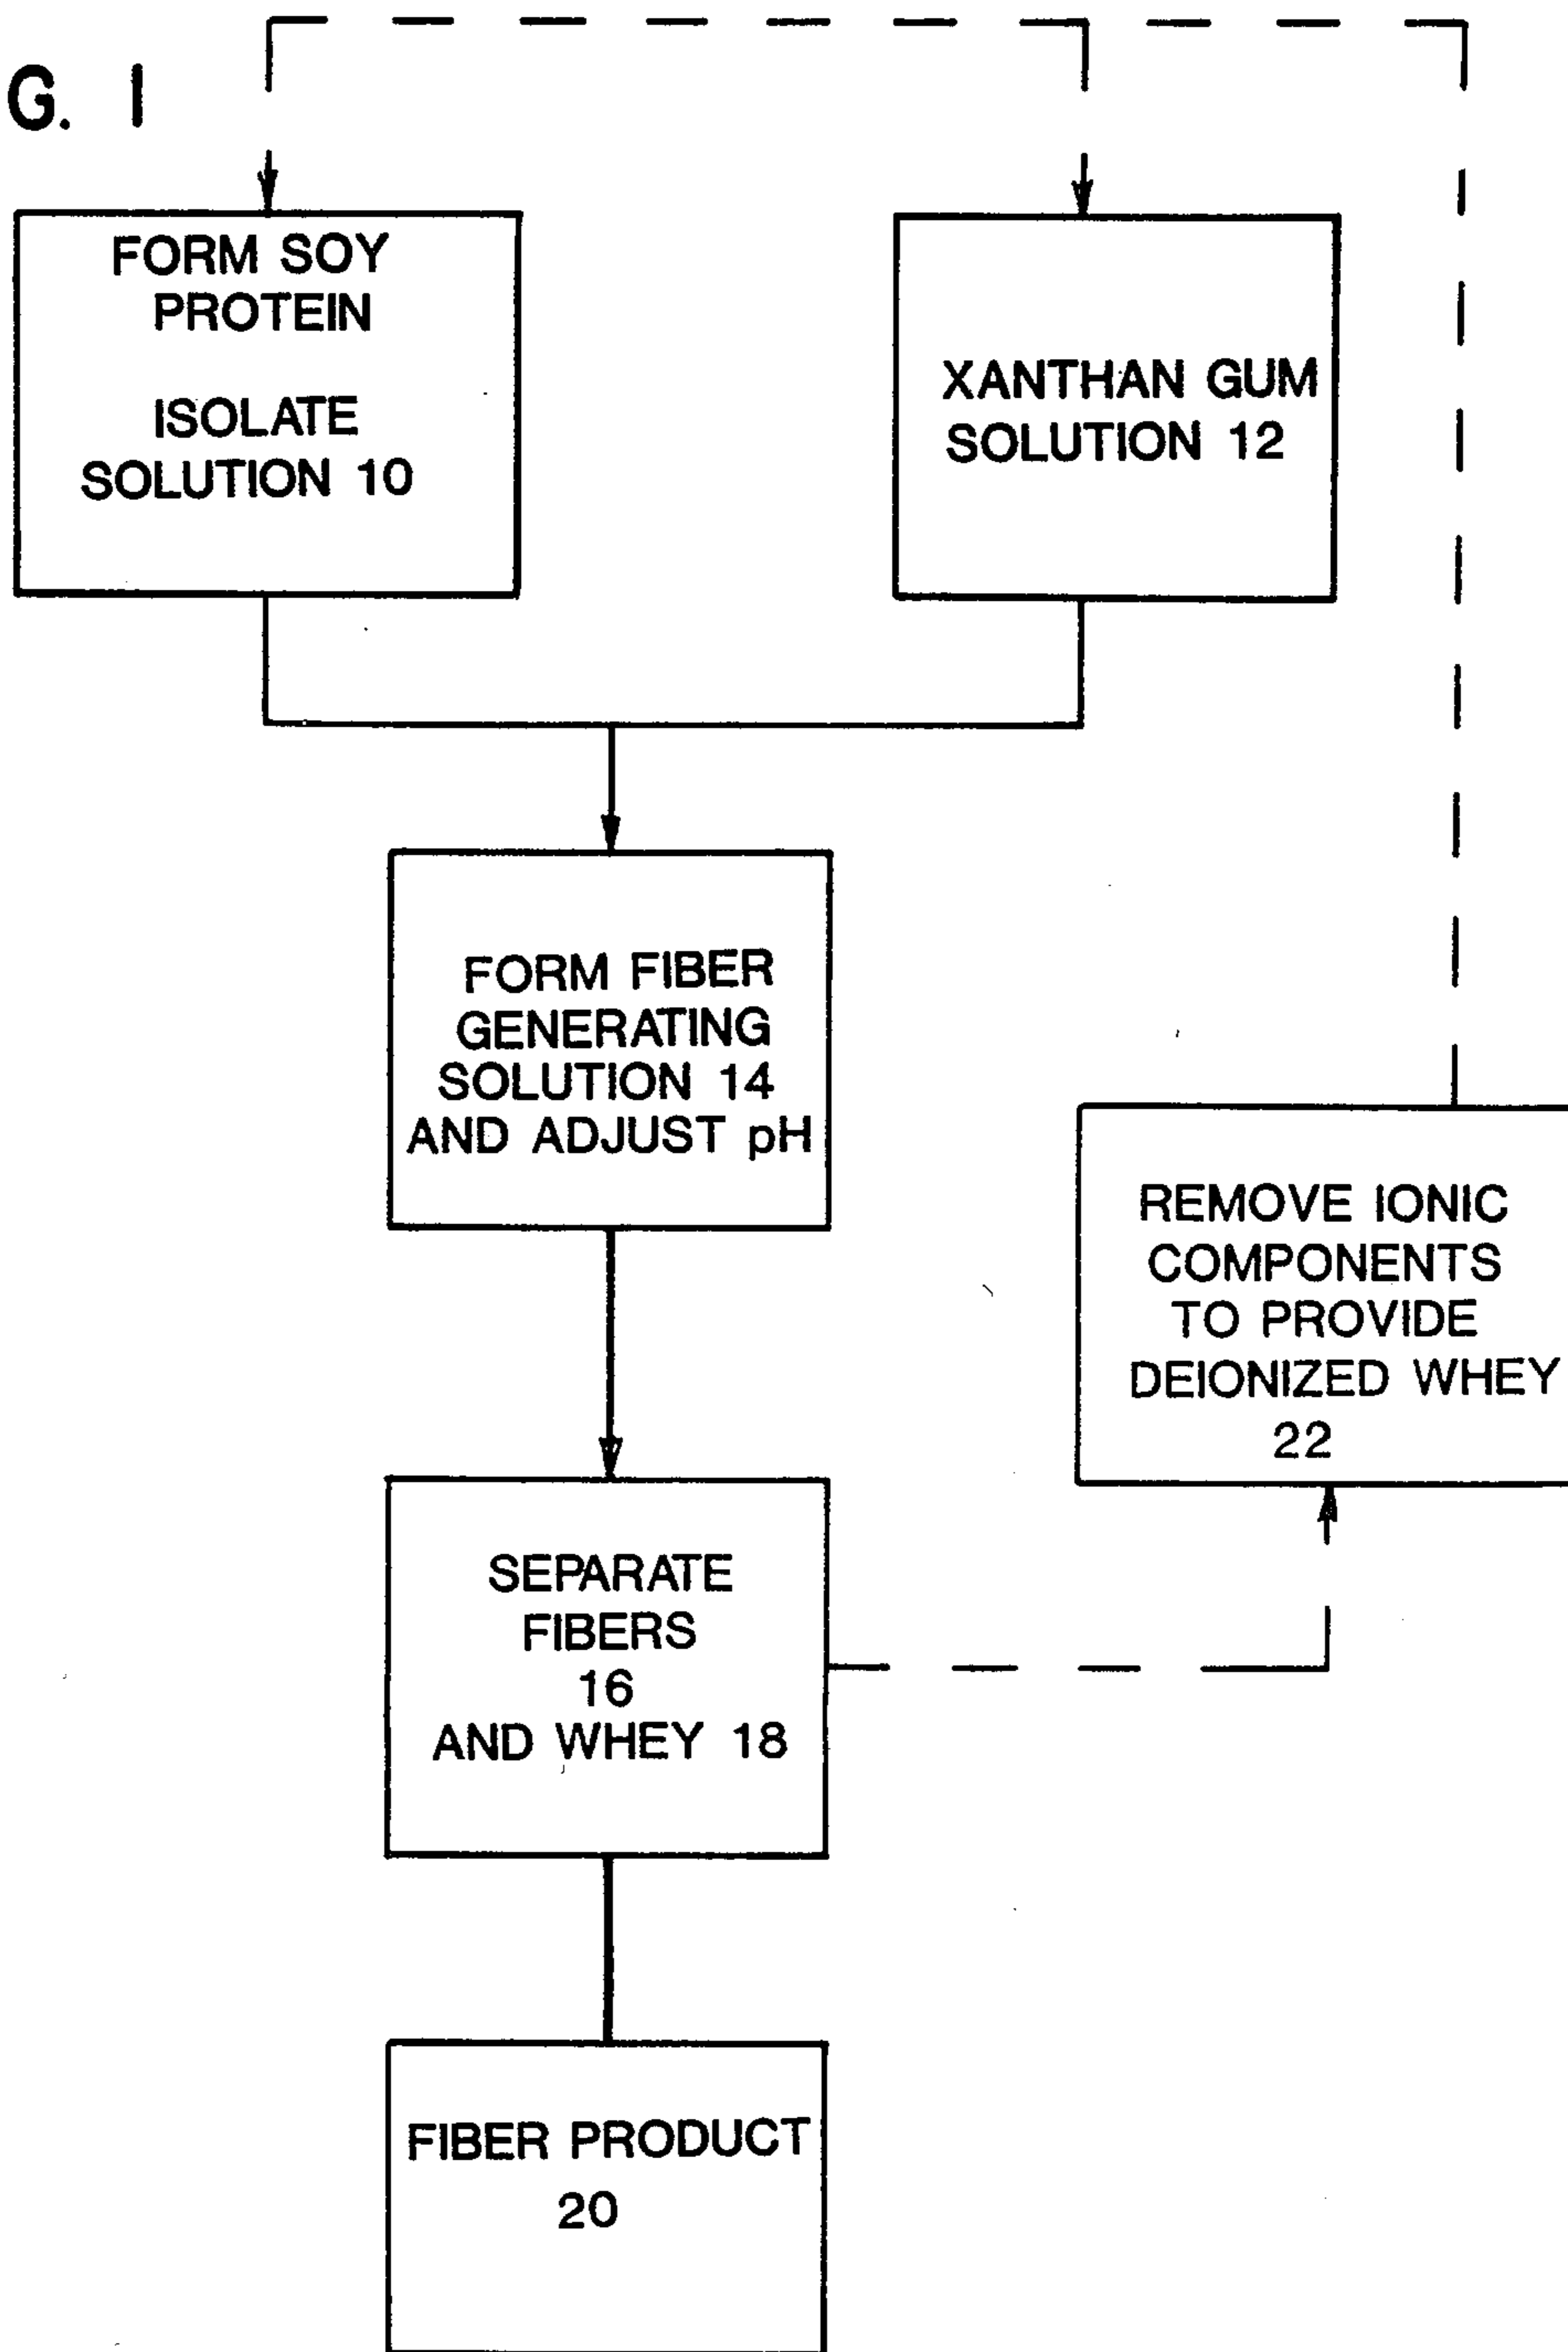 G. 1
FORM SOY
PROTEIN
ISOLATE
SOLUTION 10
XANTHAN GUM
SOLUTION 12
FORM FIBER
GENERATING
SOLUTION 14
AND ADJUST pH
REMOVE IONIC
COMPONENTS
TO PROVIDE
DEIONIZED WHEY
22
SEPARATE
FIBERS
16
AND WHEY 18
FIBER PRODUCT
20